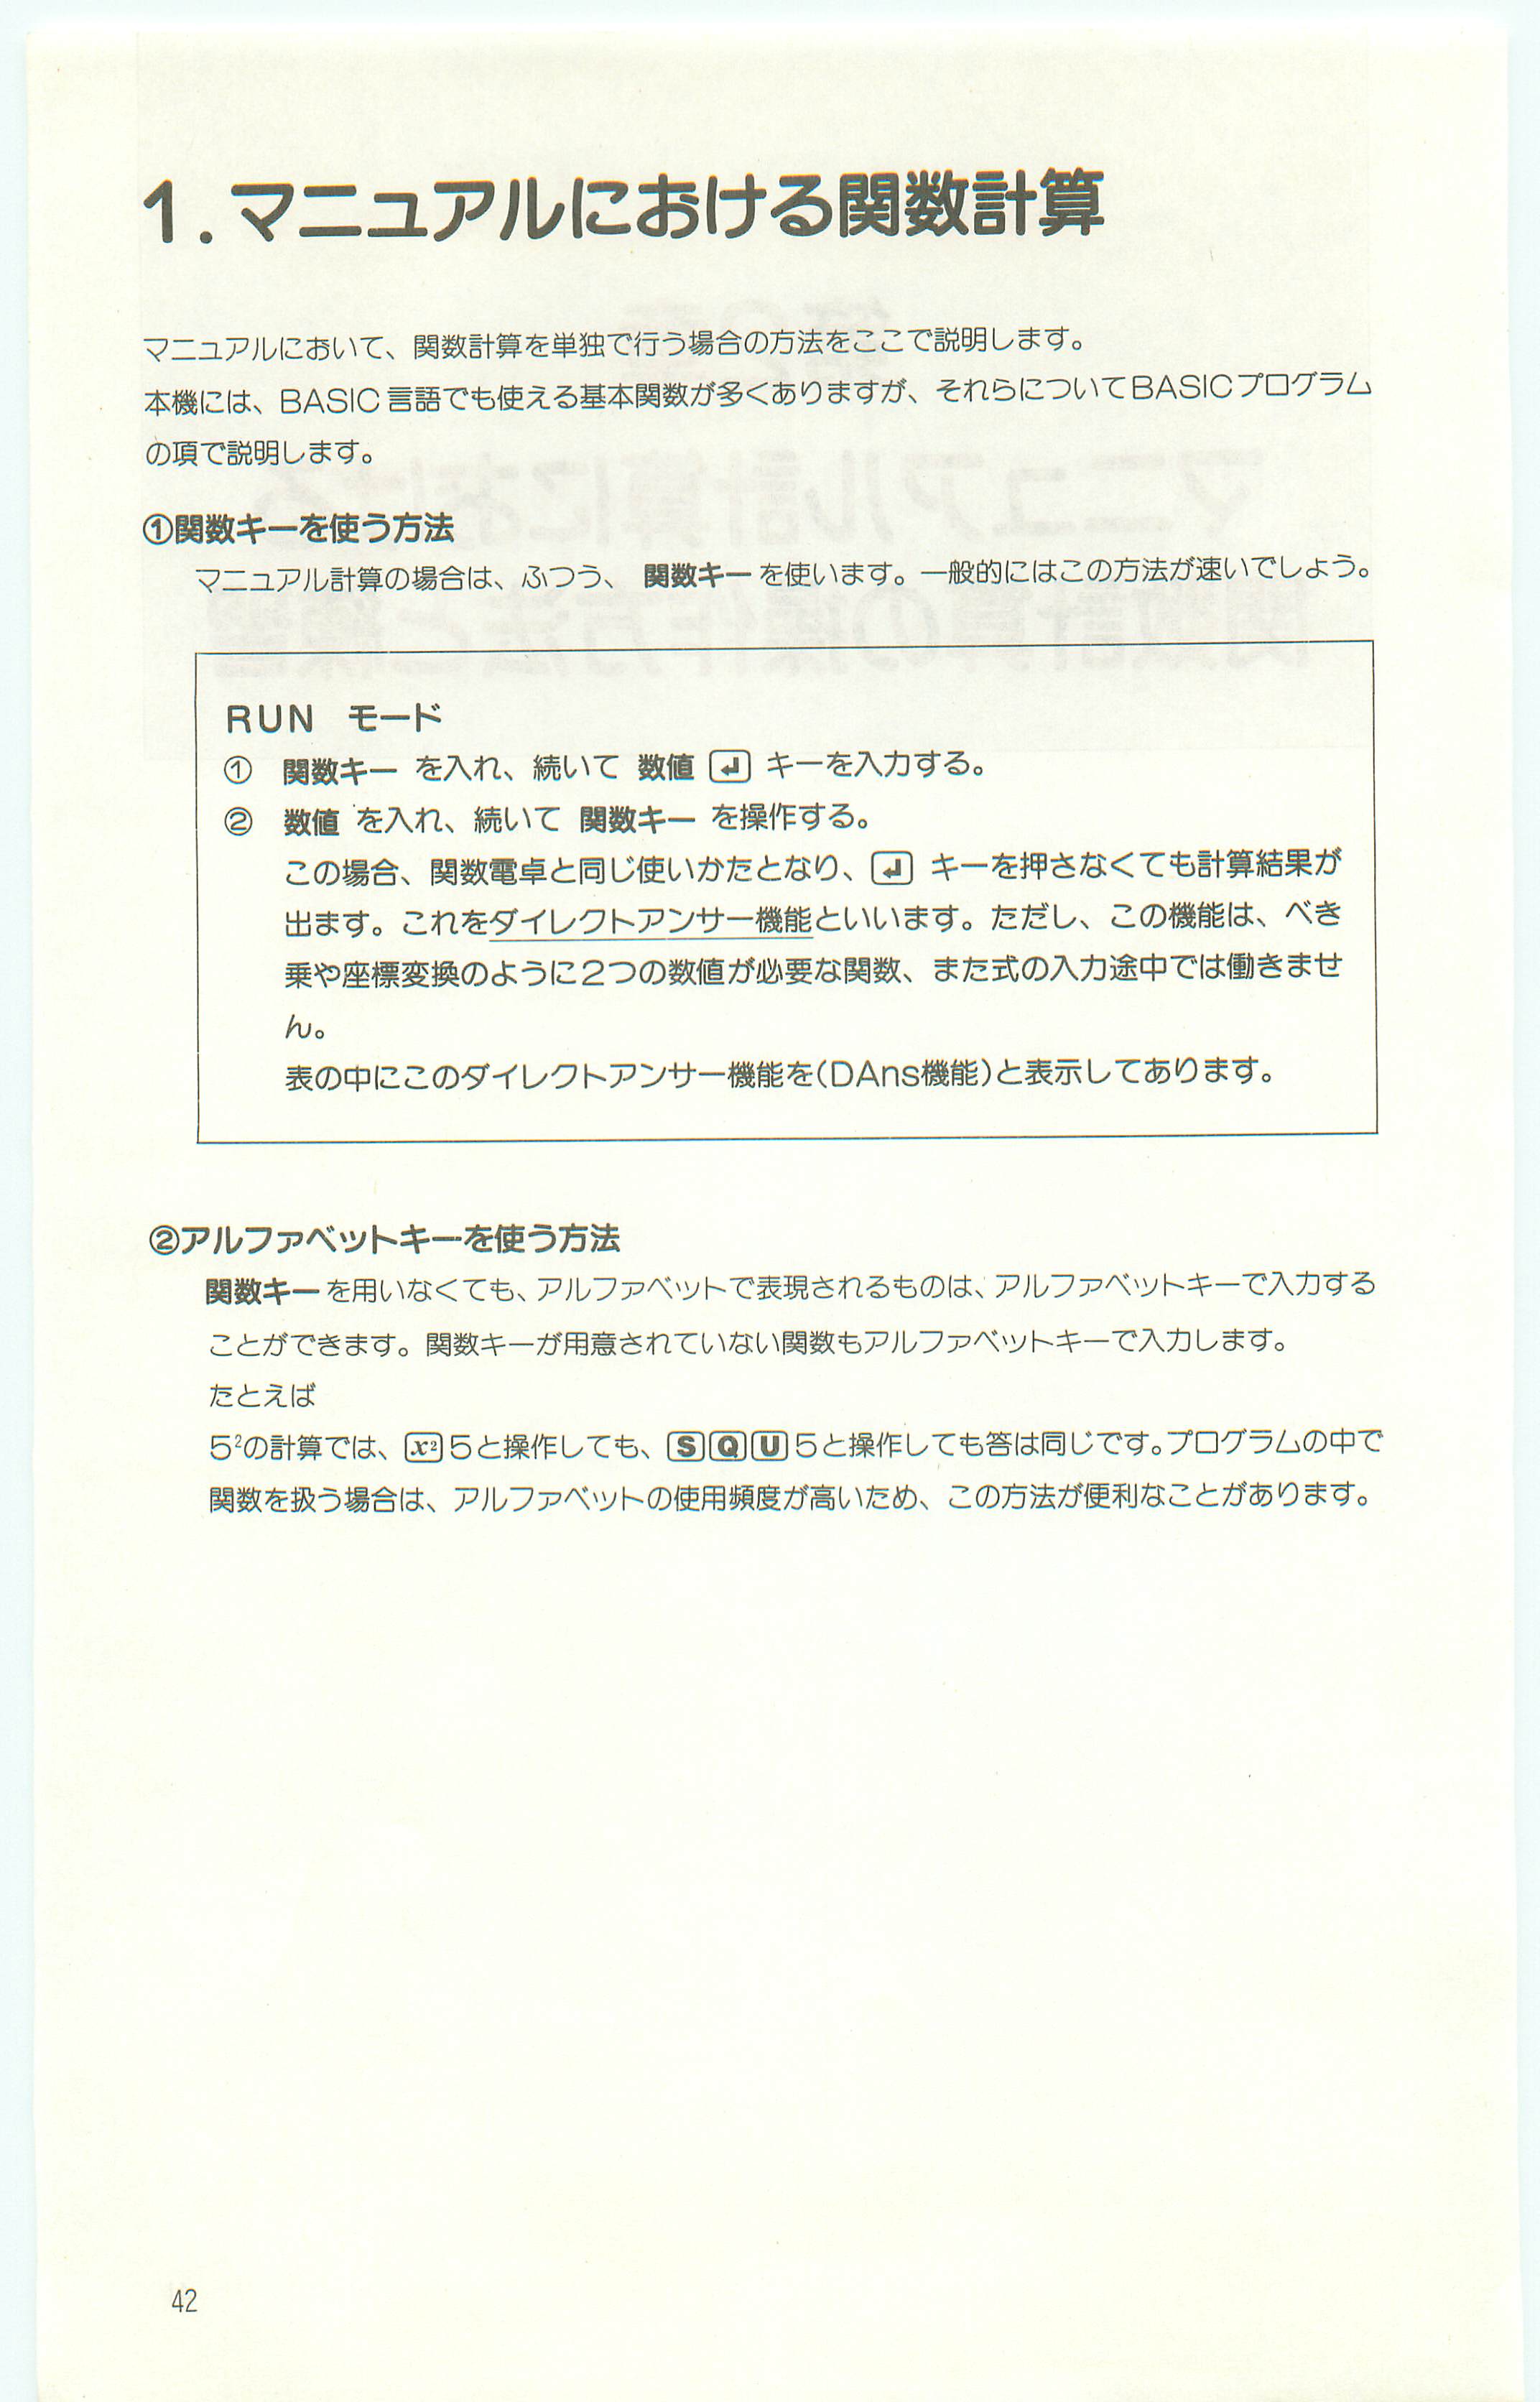 1.マニュアルにおける関数計算
マニュアルにおいて、関数計算を単独で行う場合の方法をここで説明します。
本機には、BASIC言語でも使える基本関数が多くありますが、それらについてBASICプログラム
の項で説明します。
①関数キーを使う方法
マニュアル計算の場合は、ふつう、 関数キー を使います。一般的にはこの方法が速いでしょう。
RUN モード
① 関数キー を入れ、続いて 数値 ↵ キーを入力する。
② 数値 を入れ、続いて 関数キー を操作する。
この場合、関数電卓と同じ使いかたとなり、↵ キーを押さなくても計算結果が
出ます。これをダイレクトアンサー機能といいます。ただし、この機能は、べき
乗や座標変換のように2つの数値が必要な関数、また式の入力途中では働きませ
ん。
表の中にこのダイレクトアンサー機能を(DAns機能)と表示してあります。
②アルファベットキーを使う方法
関数キー を用いなくても、アルファベットで表現されるものは、アルファベットキーで入力する
ことができます。関数キーが用意されていない関数もアルファベットキーで入力します。
たとえば
5²の計算では、x²5と操作しても、SQU5と操作しても答は同じです。プログラムの中で
関数を扱う場合は、アルファベットの使用頻度が高いため、この方法が便利なことがあります。
42